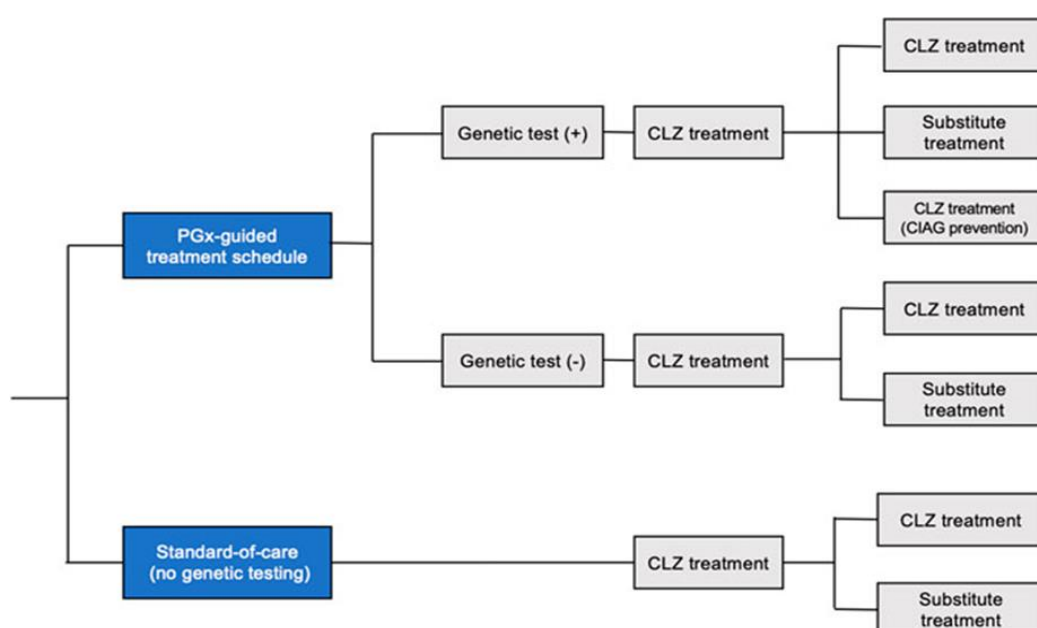 CLZ treatment
Genetic test (+)
CLZ treatment
Substitute
treatment
PGx-guided
treatment schedule
CLZ treatment
(CIAG prevention)
CLZ treatment
Genetic test (-)
CLZ treatment
Substitute
treatment
CLZ treatment
Standard-of-care
(no genetic testing)
CLZ treatment
Substitute
treatment